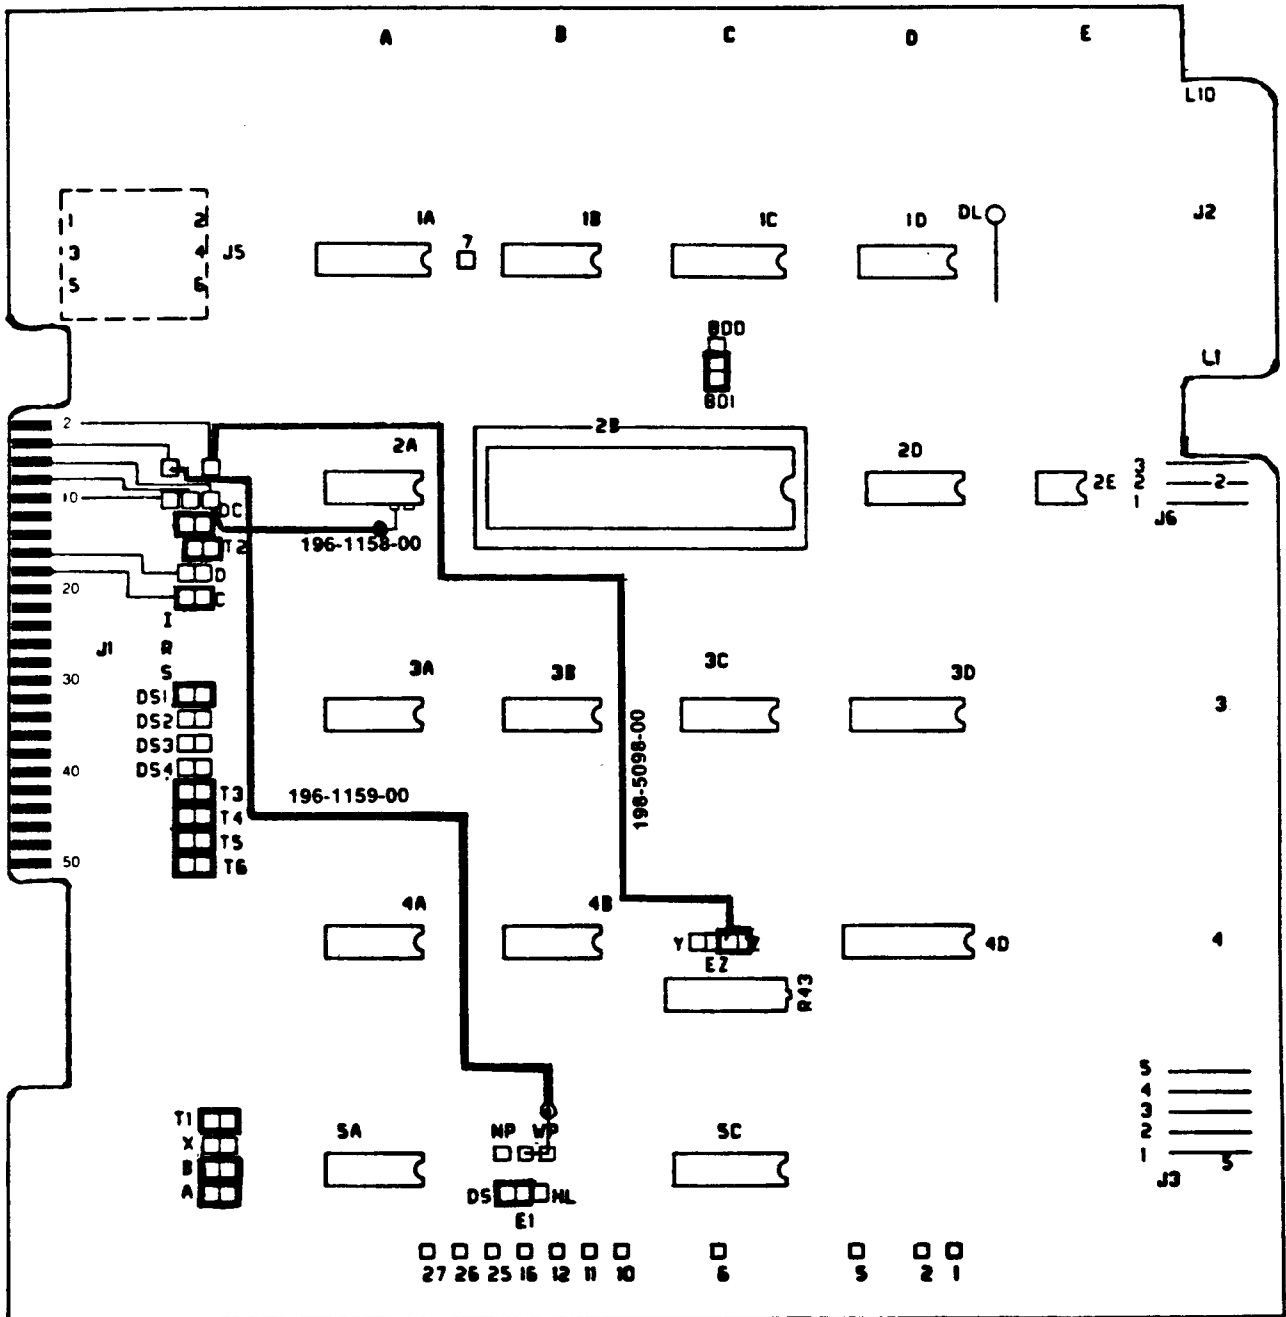 A B C D E
L10
1 2
3 4 J5
5 6
1A 7 1B 1C 1D DL J2
BD0
BD1
L1
2
2A 2B 2D 2E
3
2 2
1
J6
10 DC
196-1158-00
T2
D
20 C
I
J1 R
S
30 DS1
DS2
DS3
40 DS4
T3
T4
T5
50 T6
3A 3B 3C 3D 3
196-1159-00
198-5098-00
4A 4B Y Z 4D 4
EZ
R43
5
4
3
2
1 5
J3
T1
X
B
A
5A NP WP 5C
DS HL
E1
27 26 25 16 12 11 10 6 5 2 1